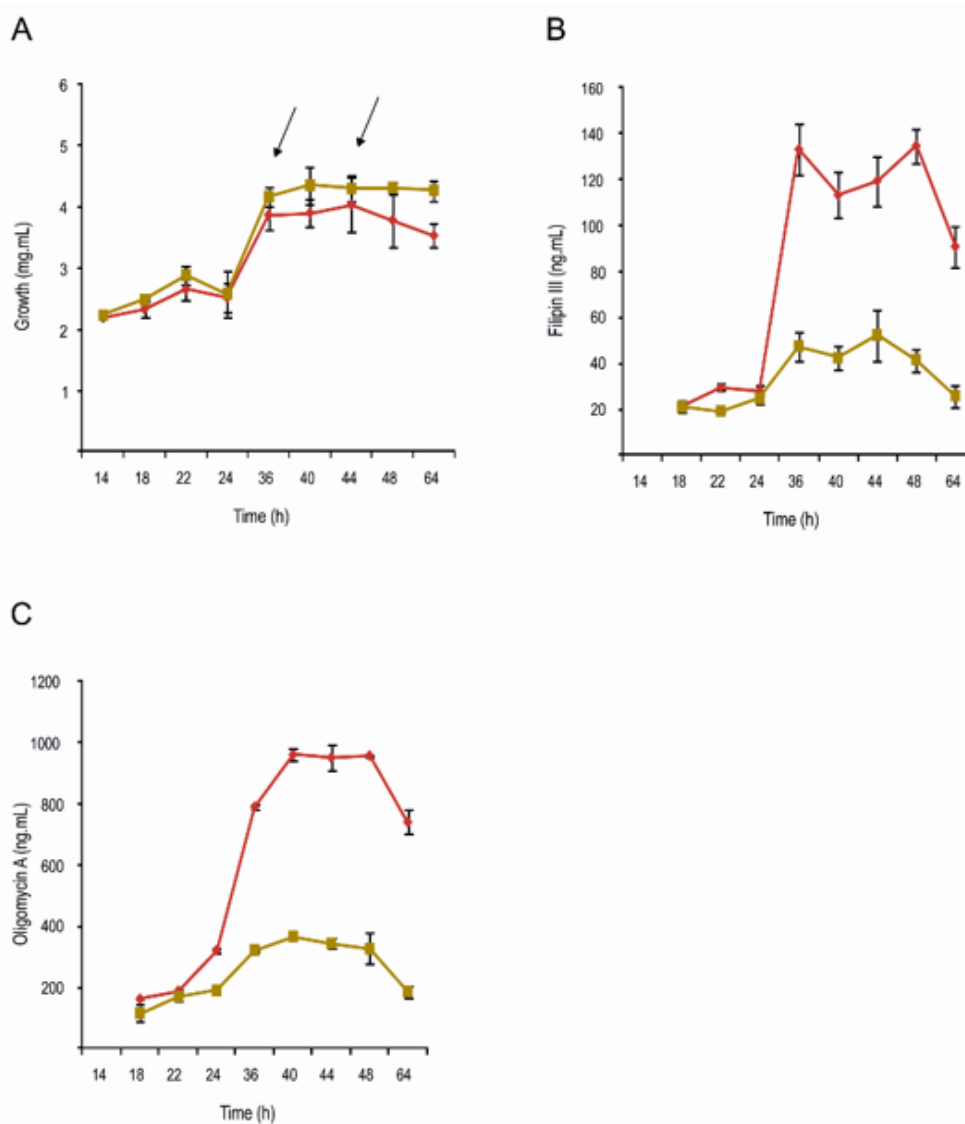 A
6
5
4
3
2
1
Growth (mg.mL)
14 18 22 24 36 40 44 48 64
Time (h)
B
160
140
120
100
80
60
40
20
Filipin III (ng.mL)
14 18 22 24 36 40 44 48 64
Time (h)
C
1200
1000
800
600
400
200
Oligomycin A (ng.mL)
14 18 22 24 36 40 44 48 64
Time (h)